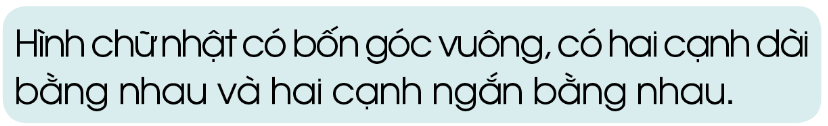 Hình chữ nhật có bốn góc vuông, có hai cạnh dài
bằng nhau và hai cạnh ngắn bằng nhau.